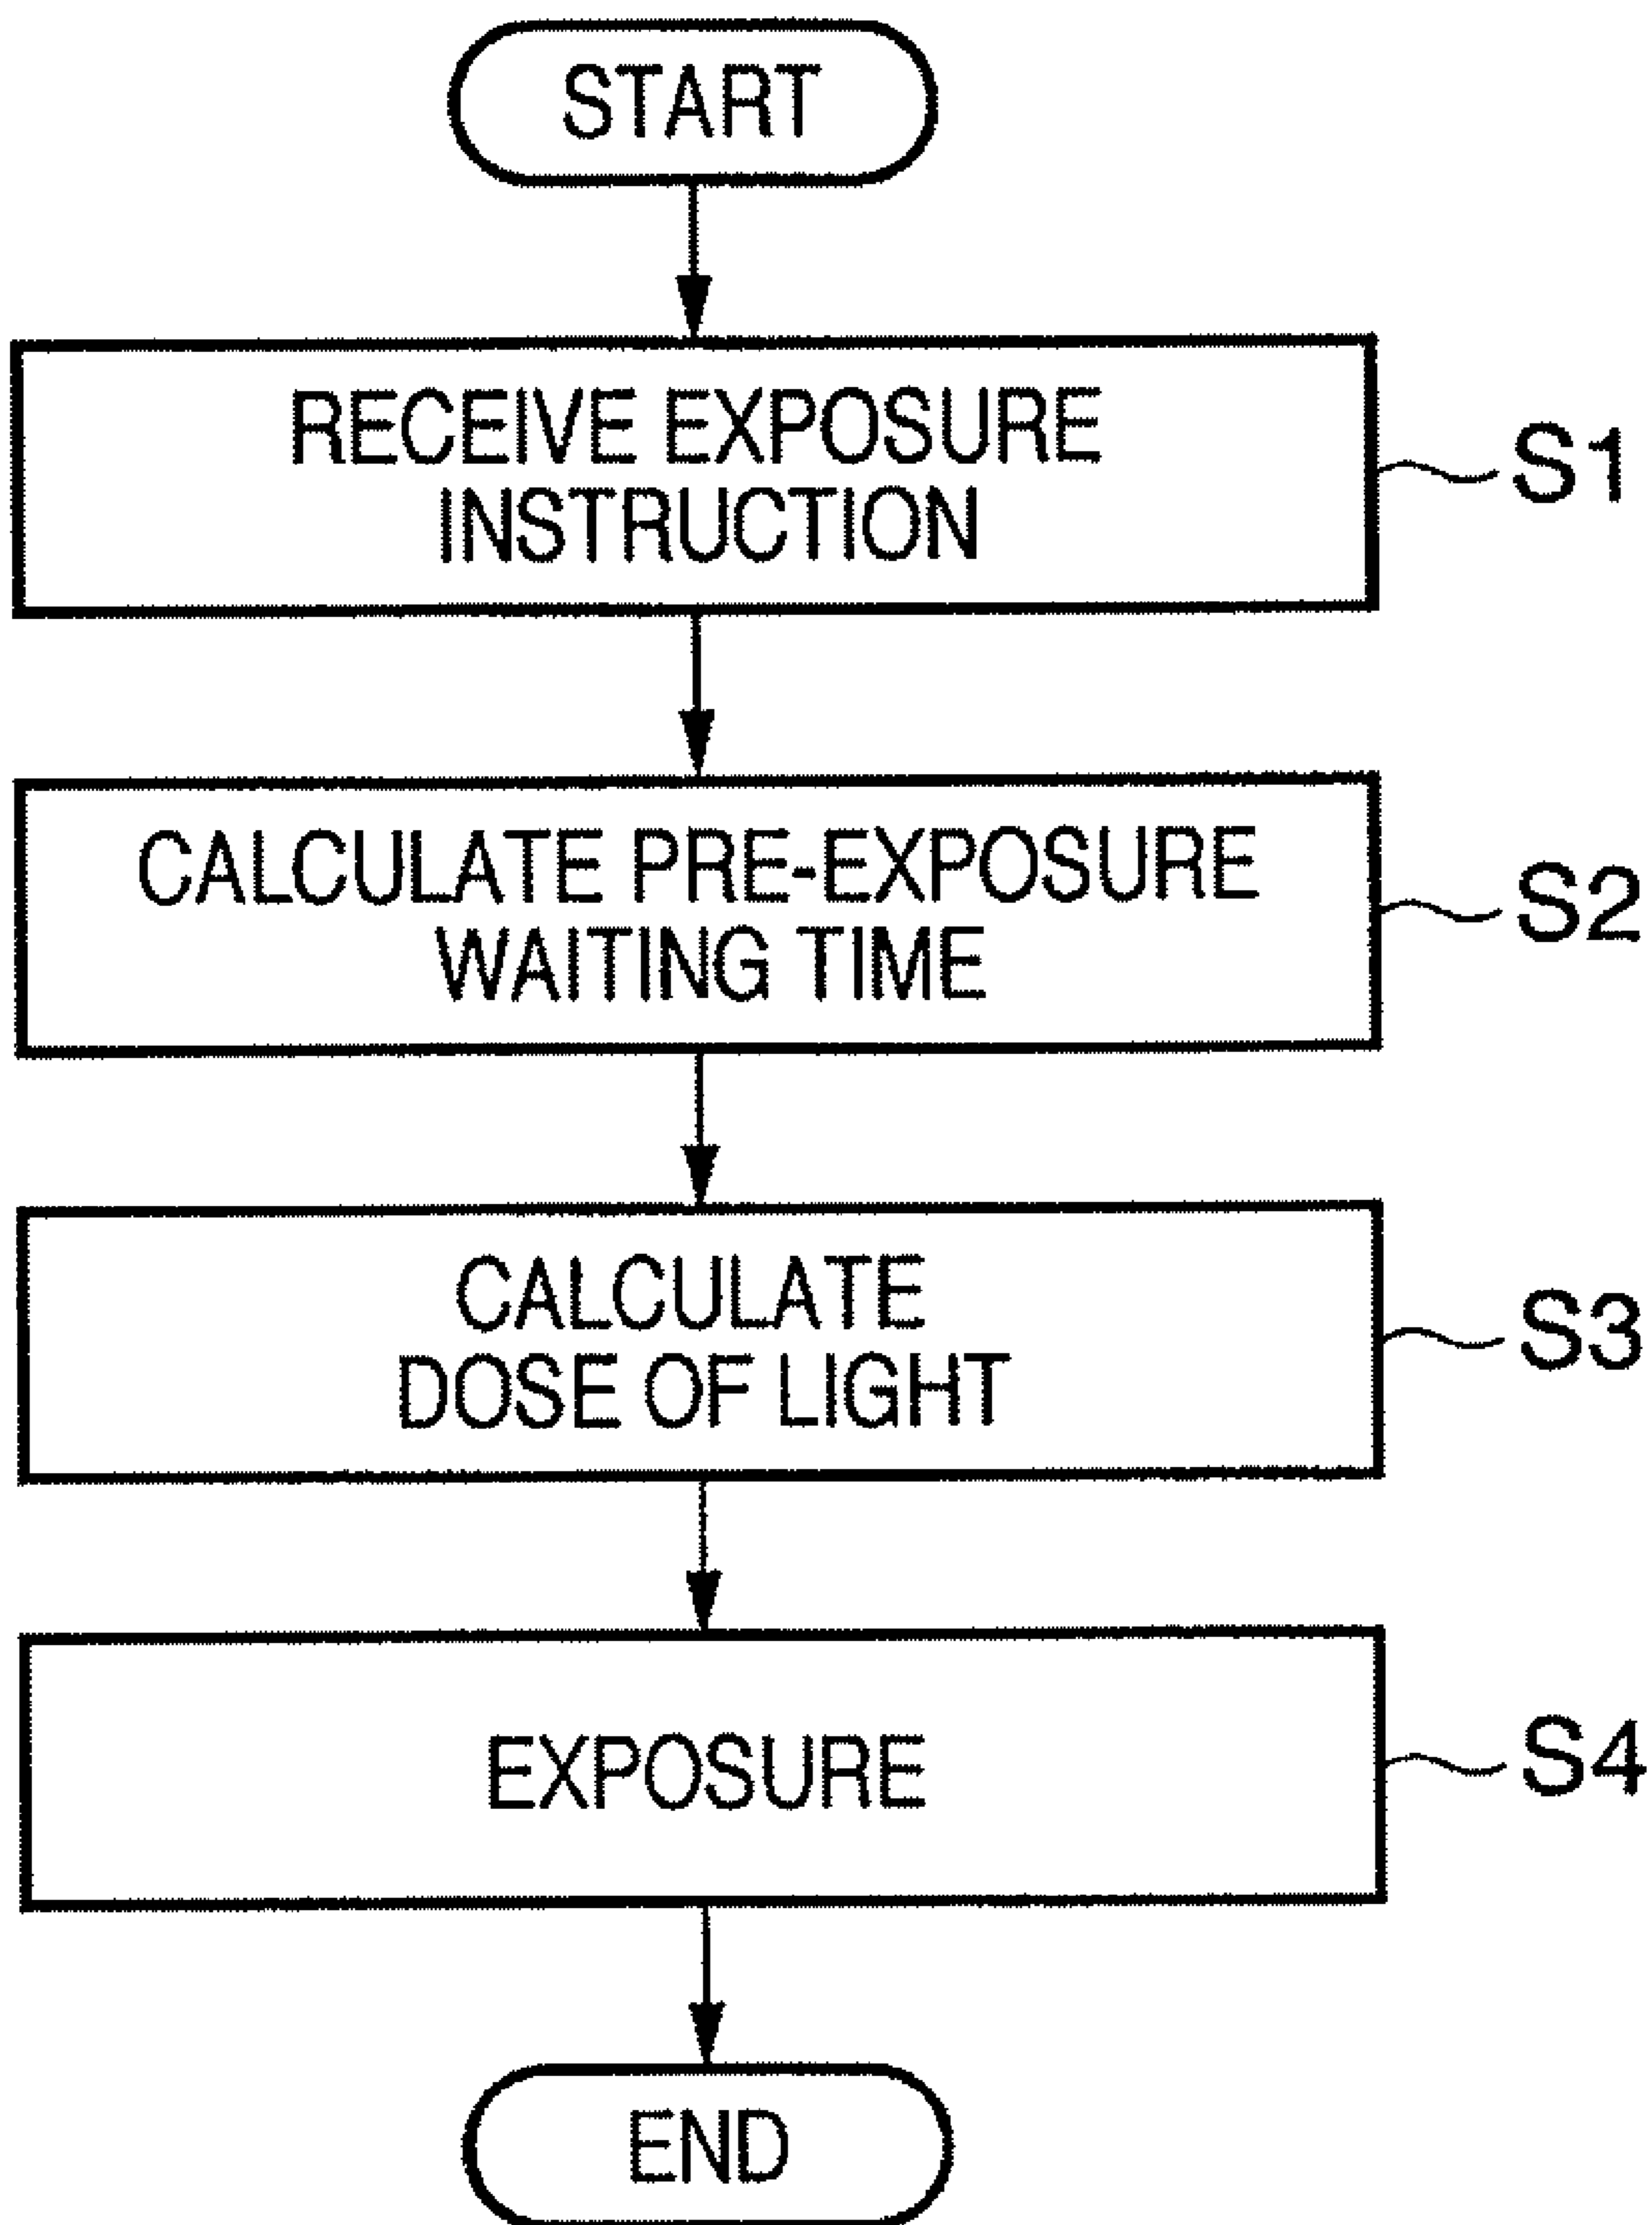 START
RECEIVE EXPOSURE
INSTRUCTION
S1
CALCULATE PRE-EXPOSURE
WAITING TIME
S2
CALCULATE
DOSE OF LIGHT
S3
EXPOSURE
S4
END